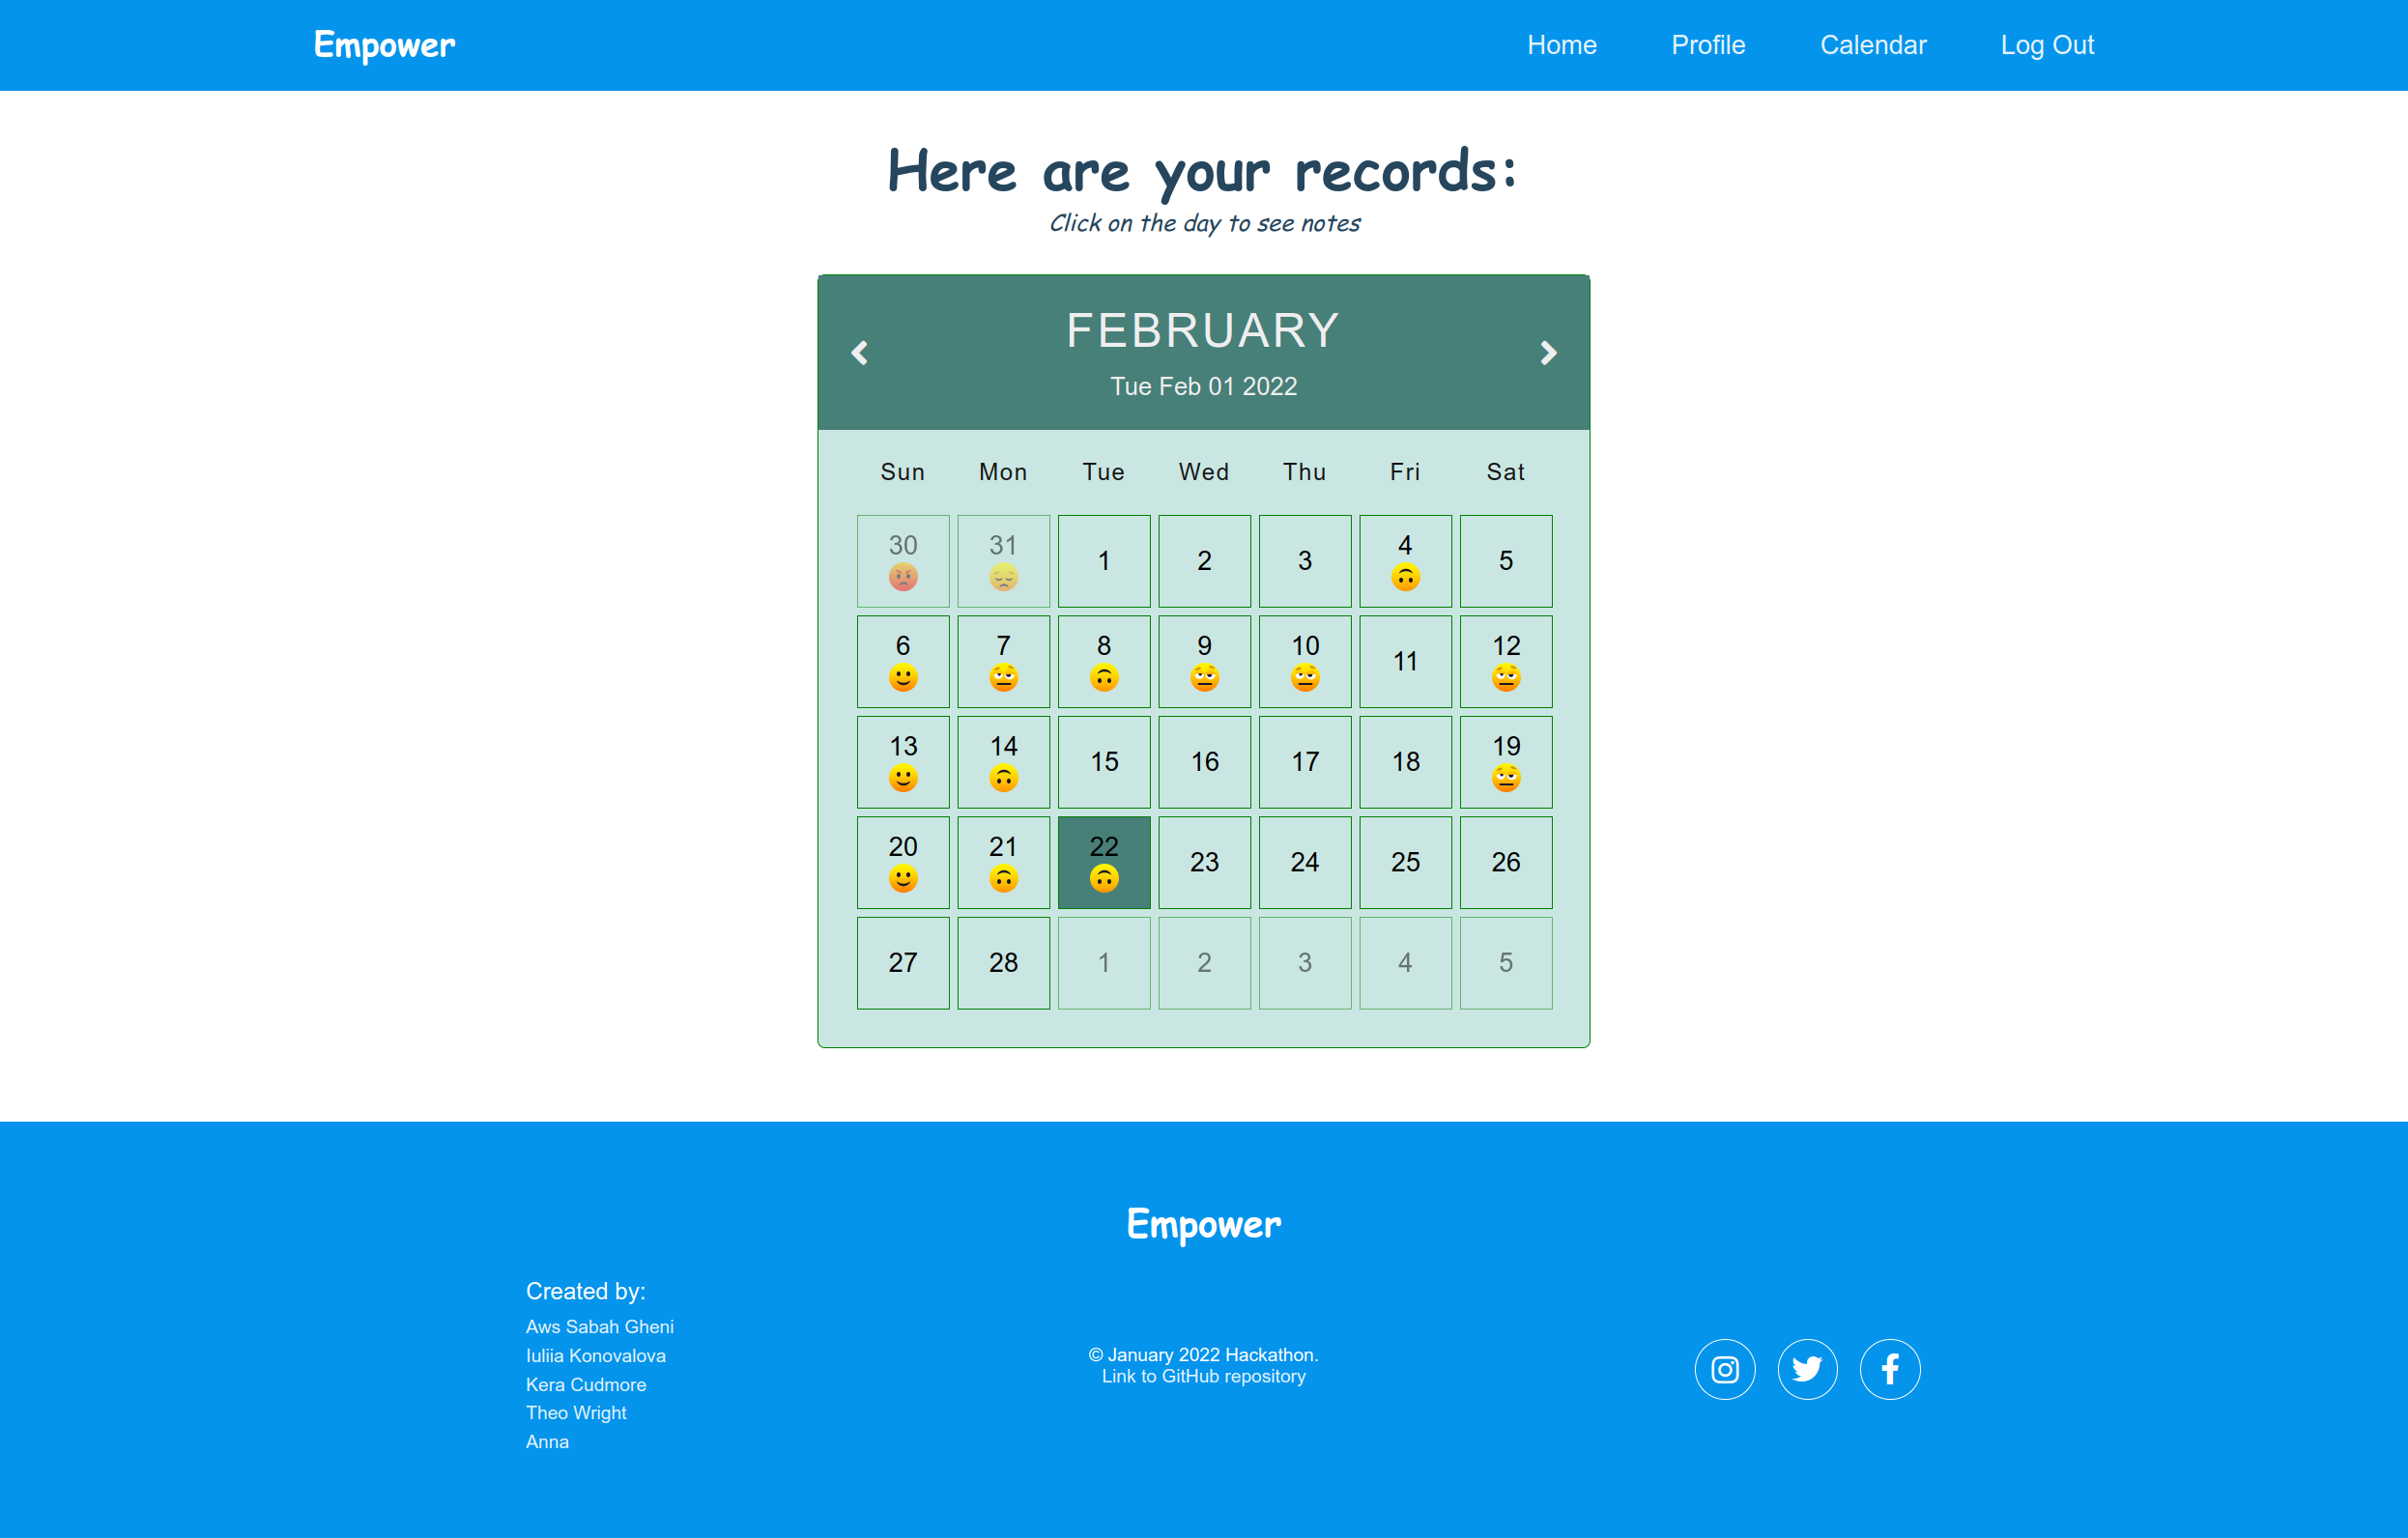 Empower
Home Profile Calendar Log Out
Here are your records:
Click on the day to see notes
FEBRUARY
Tue Feb 01 2022
Sun Mon Tue Wed Thu Fri Sat
30 31 1 2 3 4 5
6 7 8 9 10 11 12
13 14 15 16 17 18 19
20 21 22 23 24 25 26
27 28 1 2 3 4 5
Empower
Created by:
Aws Sabah Gheni
Iuliia Konovalova
Kera Cudmore
Theo Wright
Anna
© January 2022 Hackathon.
Link to GitHub repository